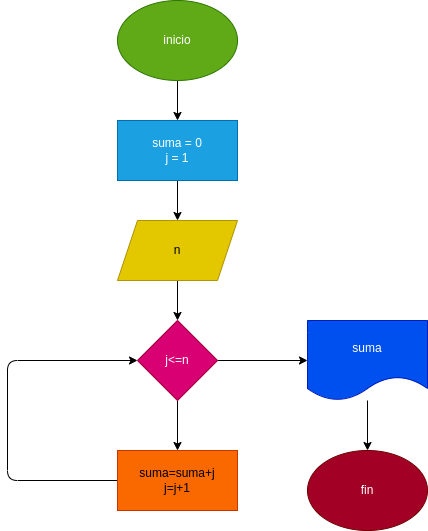 inicio
suma = 0
j = 1
n
j<=n
suma
suma=suma+j
j=j+1
fin